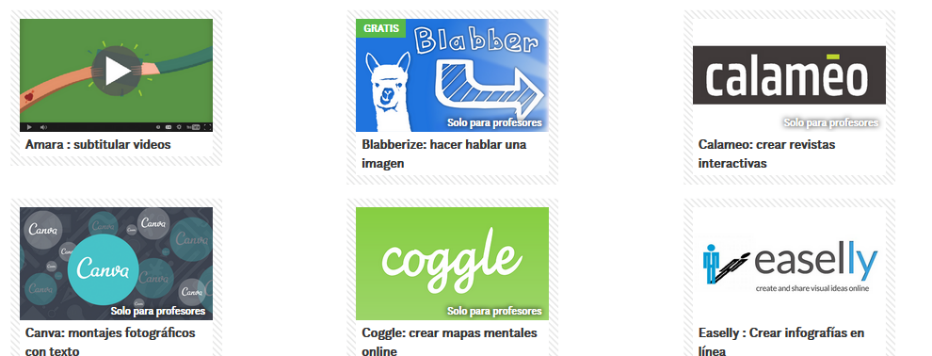 Amara : subtitular videos
GRATIS
Blabber
Solo para profesores
Blabberize: hacer hablar una
imagen
calamēo
Solo para profesores
Calameo: crear revistas
interactivas
Canva
Canva
Canva
Canva
Canva
Canva
Solo para profesores
Canva: montajes fotográficos
con texto
coggle
Solo para profesores
Coggle: crear mapas mentales
online
easelly
create and share visual ideas online
Easelly : Crear infografías en
línea